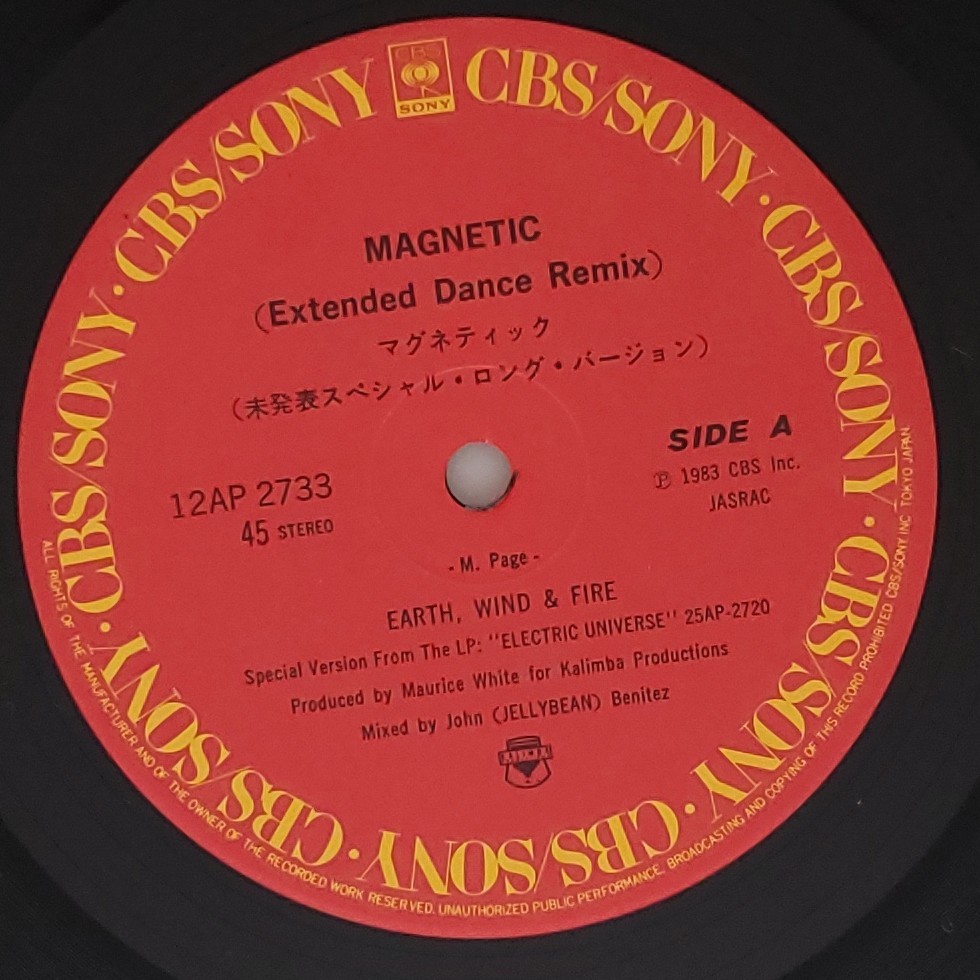 CBS/SONY · CBS/SONY · CBS/SONY · CBS/SONY · CBS/SONY · CBS/SONY · CBS/SONY · CBS/SONY
CBS
SONY
MAGNETIC
(Extended Dance Remix)
マグネティック
(未発表スペシャル・ロング・バージョン)
SIDE A
12AP 2733
Ⓟ 1983 CBS Inc.
45 STEREO
JASRAC
- M. Page -
EARTH, WIND & FIRE
Special Version From The LP: "ELECTRIC UNIVERSE" 25AP-2720
Produced by Maurice White for Kalimba Productions
Mixed by John (JELLYBEAN) Benitez
ALL RIGHTS OF THE MANUFACTURER AND OF THE OWNER OF THE RECORDED WORK RESERVED. UNAUTHORIZED PUBLIC PERFORMANCE, BROADCASTING AND COPYING OF THIS RECORD PROHIBITED CBS/SONY INC TOKYO JAPAN